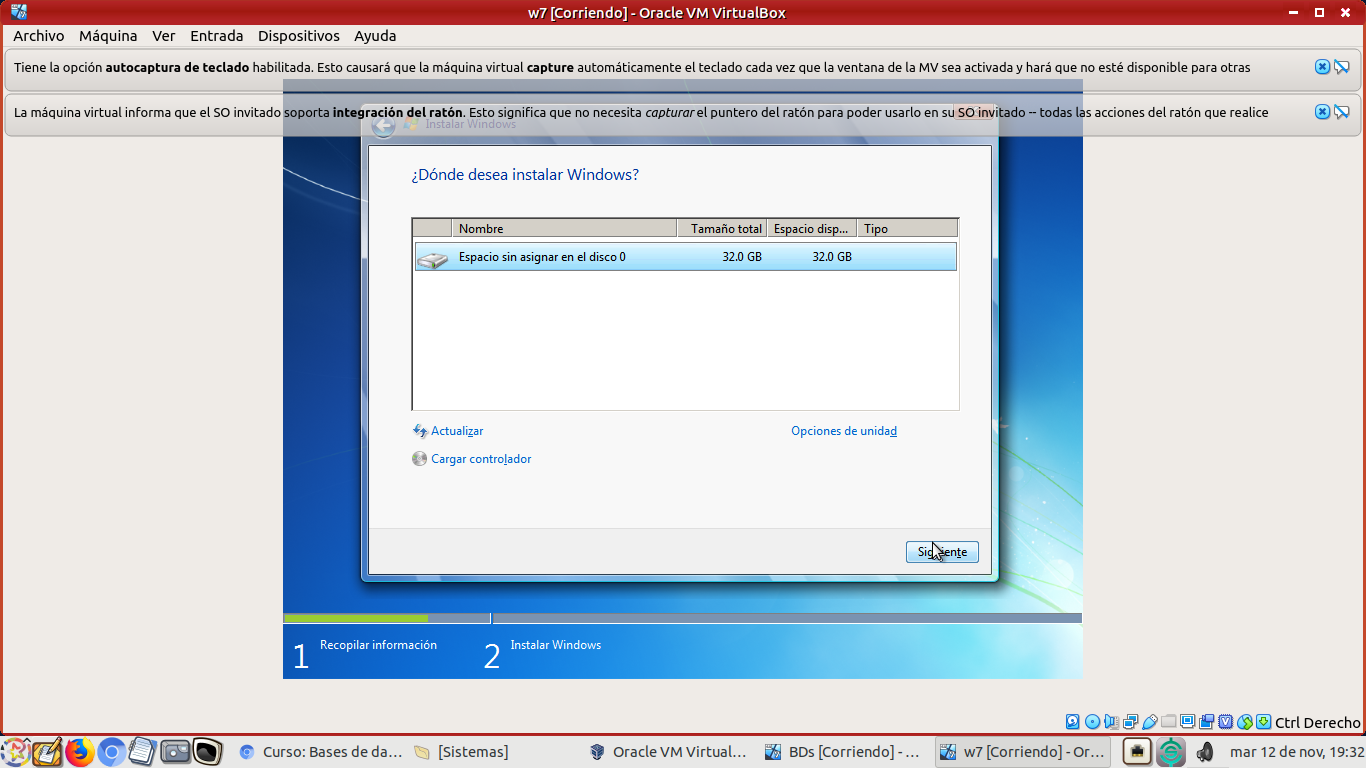 w7 [Corriendo] - Oracle VM VirtualBox
Archivo Máquina Ver Entrada Dispositivos Ayuda
Tiene la opción autocaptura de teclado habilitada. Esto causará que la máquina virtual capture automáticamente el teclado cada vez que la ventana de la MV sea activada y hará que no esté disponible para otras
La máquina virtual informa que el SO invitado soporta integración del ratón. Esto significa que no necesita capturar el puntero del ratón para poder usarlo en su SO invitado -- todas las acciones del ratón que realice
Instalar Windows
¿Dónde desea instalar Windows?
Nombre Tamaño total Espacio disp... Tipo
Espacio sin asignar en el disco 0 32.0 GB 32.0 GB
Actualizar Opciones de unidad
Cargar controlador
Siguiente
1 Recopilar información 2 Instalar Windows
Ctrl Derecho
Curso: Bases de da... [Sistemas] Oracle VM Virtual... BDs [Corriendo] - ... w7 [Corriendo] - Or... mar 12 de nov, 19:32